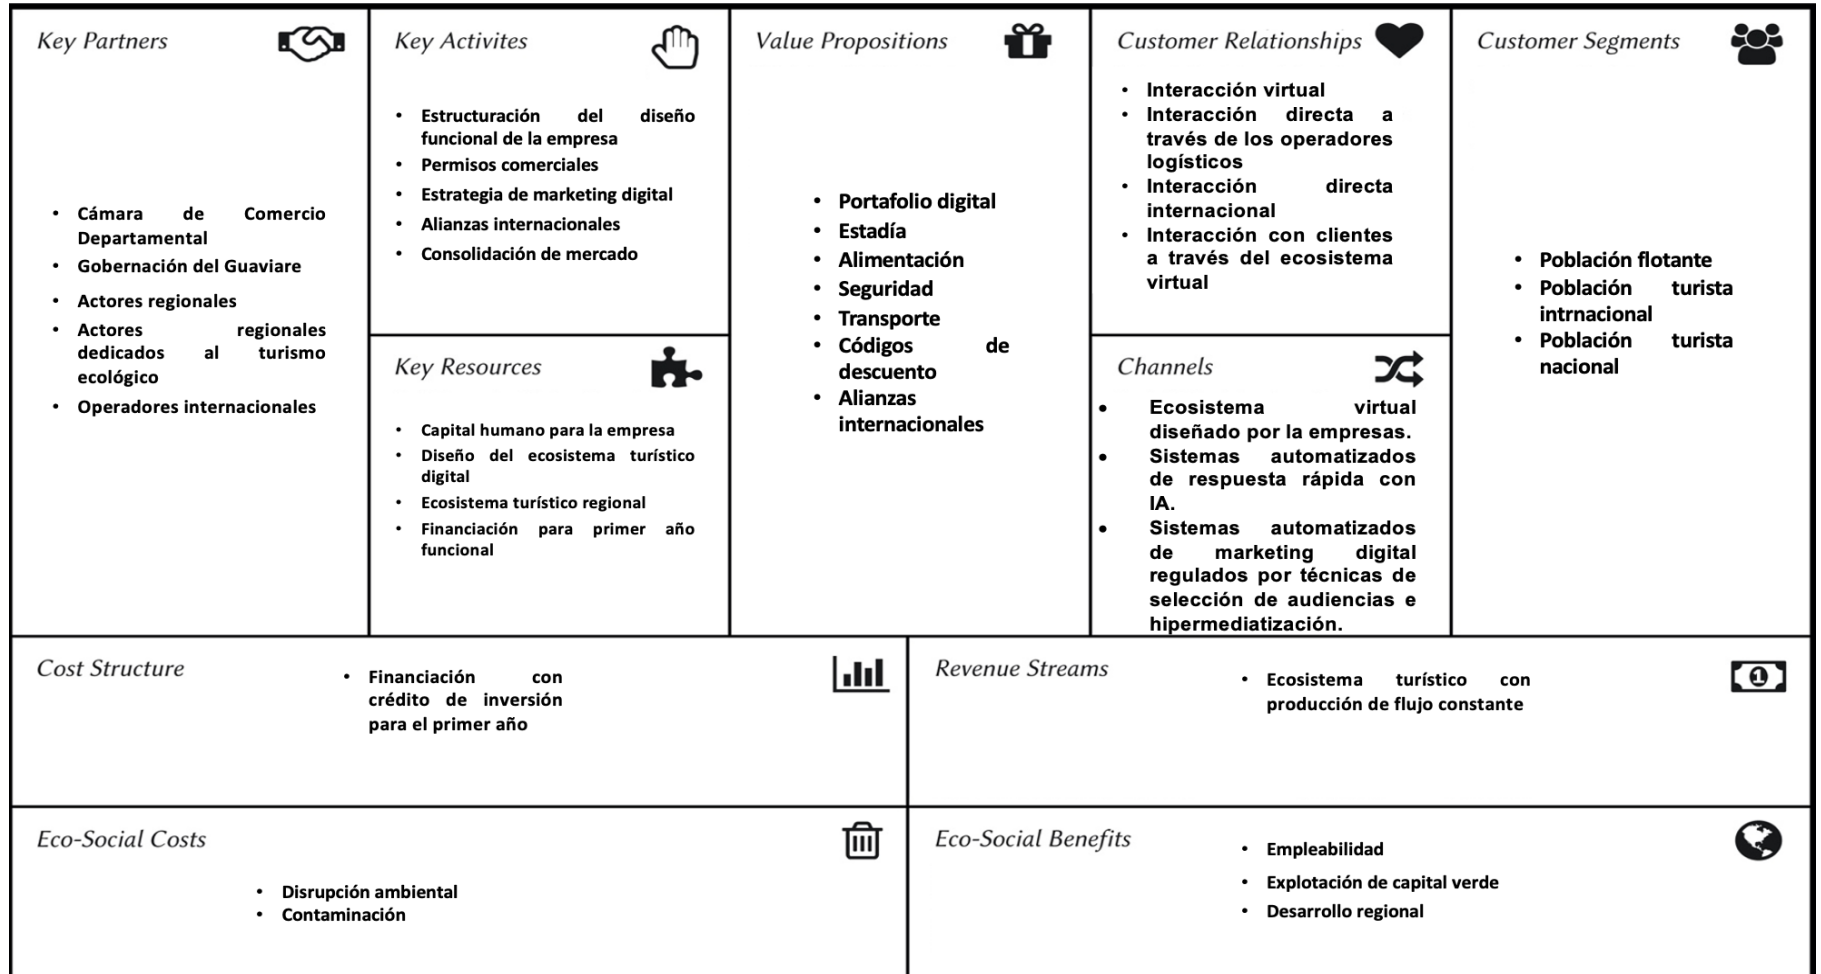 Key Partners
• Cámara de Comercio
Departamental
• Gobernación del Guaviare
• Actores regionales
• Actores regionales
dedicados al turismo
ecológico
• Operadores internacionales
Key Activites
• Estructuración del diseño
funcional de la empresa
• Permisos comerciales
• Estrategia de marketing digital
• Alianzas internacionales
• Consolidación de mercado
Key Resources
• Capital humano para la empresa
• Diseño del ecosistema turístico
digital
• Ecosistema turístico regional
• Financiación para primer año
funcional
Value Propositions
• Portafolio digital
• Estadía
• Alimentación
• Seguridad
• Transporte
• Códigos de
descuento
• Alianzas
internacionales
Customer Relationships
• Interacción virtual
• Interacción directa a
través de los operadores
logísticos
• Interacción directa
internacional
• Interacción con clientes
a través del ecosistema
virtual
Channels
• Ecosistema virtual
diseñado por la empresas.
• Sistemas automatizados
de respuesta rápida con
IA.
• Sistemas automatizados
de marketing digital
regulados por técnicas de
selección de audiencias e
hipermediatización.
Customer Segments
• Población flotante
• Población turista
intrnacional
• Población turista
nacional
Cost Structure
• Financiación con
crédito de inversión
para el primer año
Revenue Streams
• Ecosistema turístico con
producción de flujo constante
1
Eco-Social Costs
• Disrupción ambiental
• Contaminación
Eco-Social Benefits
• Empleabilidad
• Explotación de capital verde
• Desarrollo regional